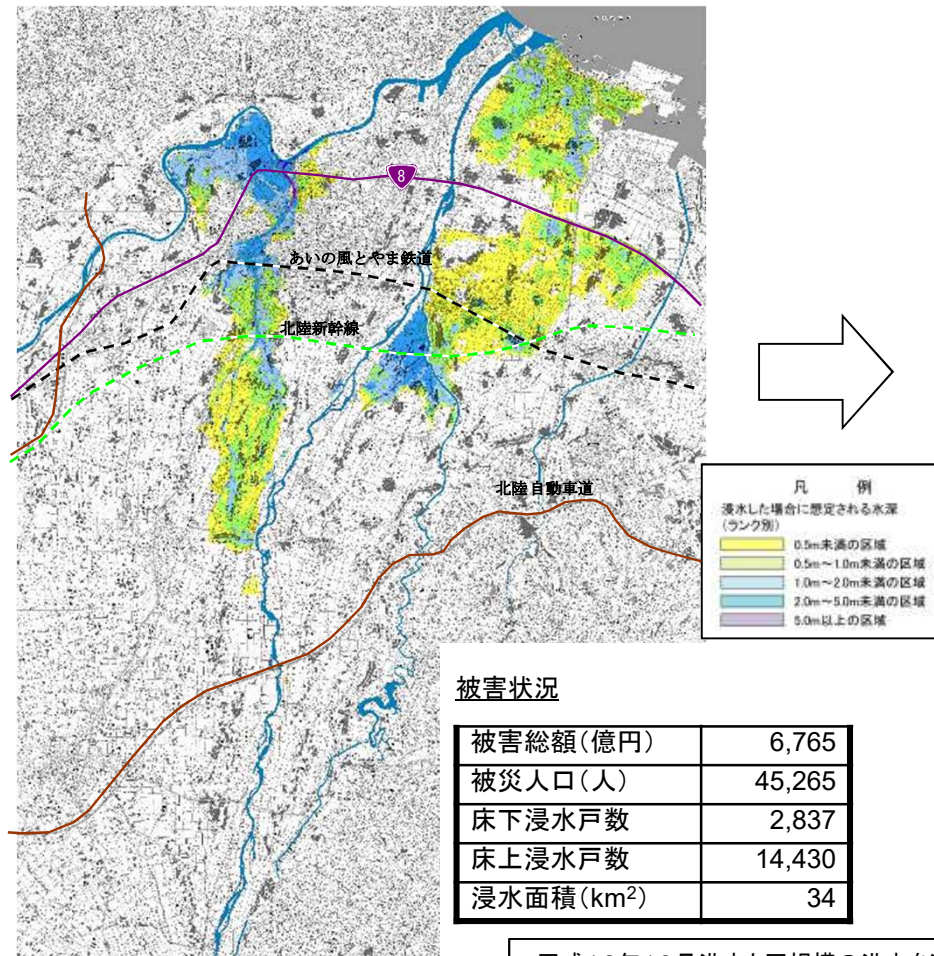 8
あいの風とやま鉄道
北陸新幹線
北陸自動車道
凡 例
浸水した場合に想定される水深
(ランク別)
0.5m未満の区域
0.5m～1.0m未満の区域
1.0m～2.0m未満の区域
2.0m～5.0m未満の区域
5.0m以上の区域
被害状況
被害総額(億円) 6,765
被災人口(人) 45,265
床下浸水戸数 2,837
床上浸水戸数 14,430
浸水面積(km²) 34